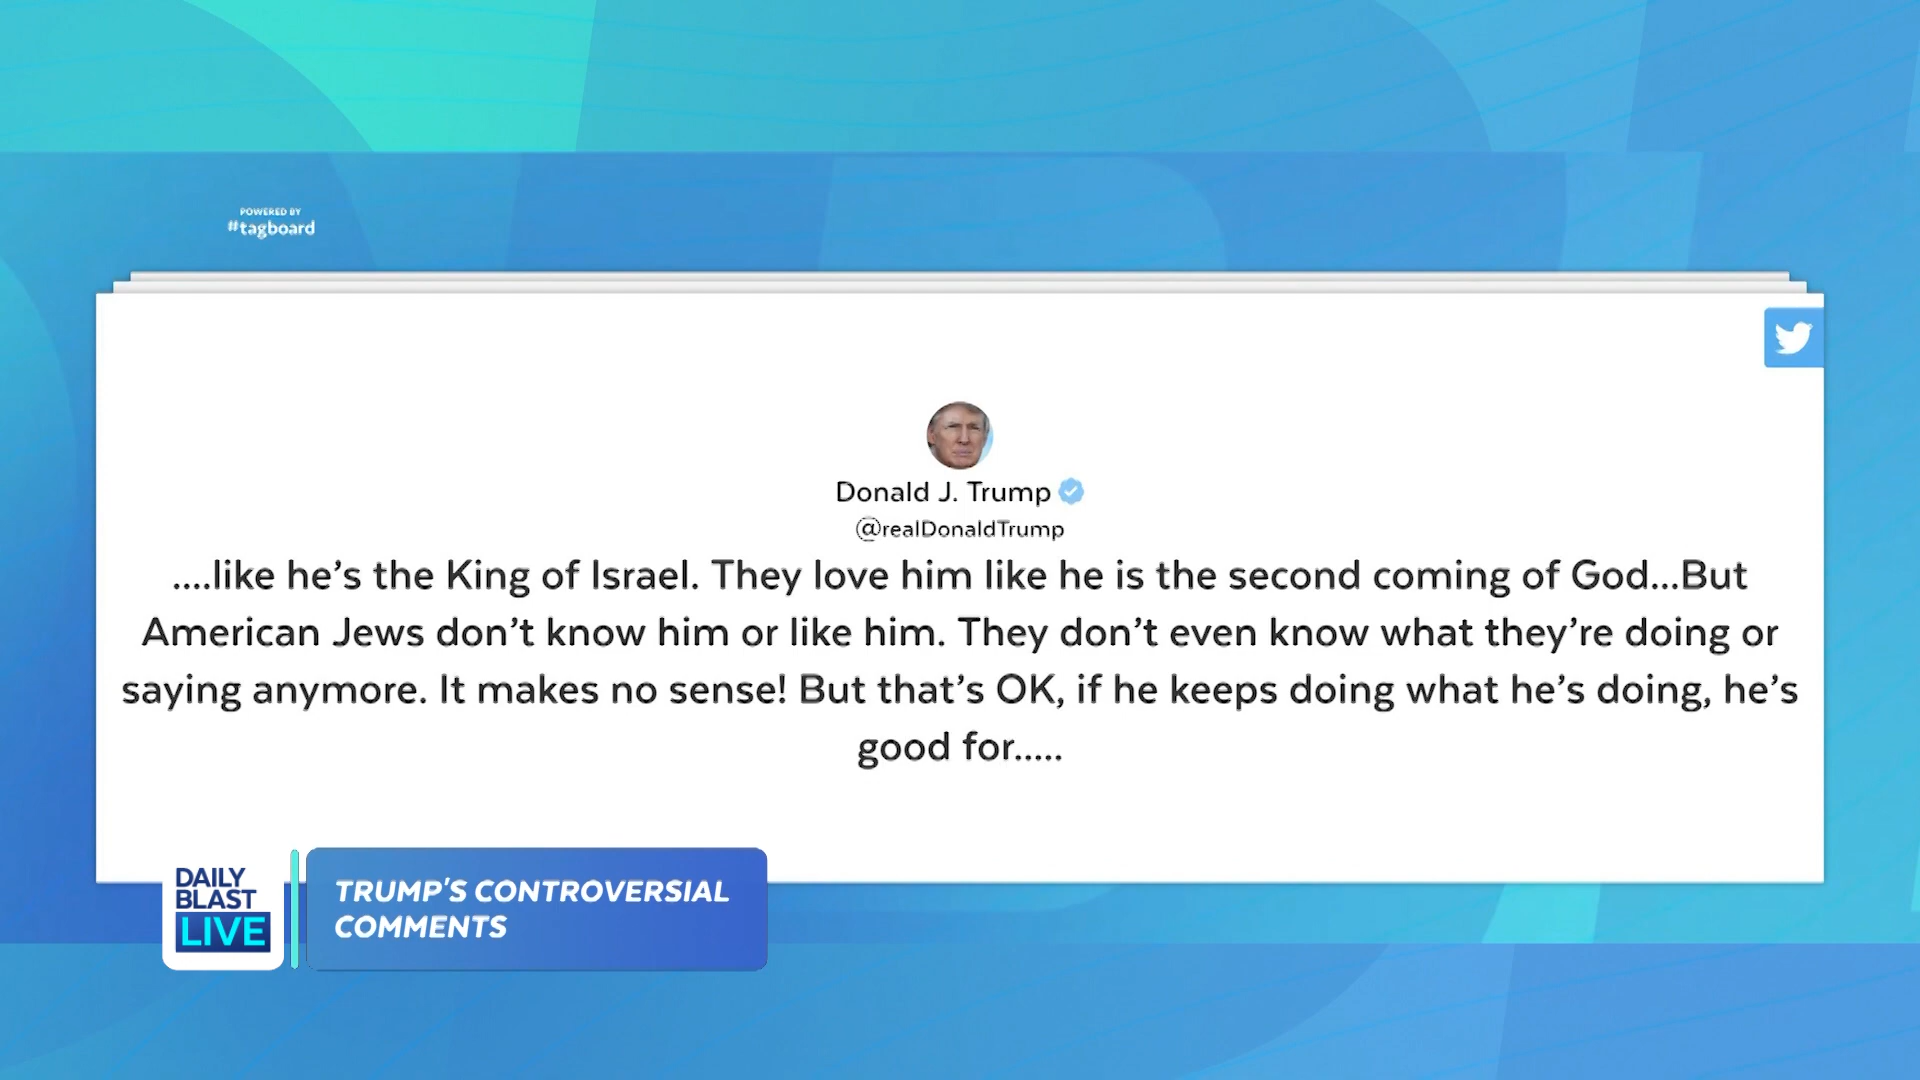 POWERED BY
#tagboard
Donald J. Trump
@realDonaldTrump
....like he’s the King of Israel. They love him like he is the second coming of God...But
American Jews don’t know him or like him. They don’t even know what they’re doing or
saying anymore. It makes no sense! But that’s OK, if he keeps doing what he’s doing, he’s
good for.....
DAILY
BLAST
LIVE
TRUMP'S CONTROVERSIAL
COMMENTS